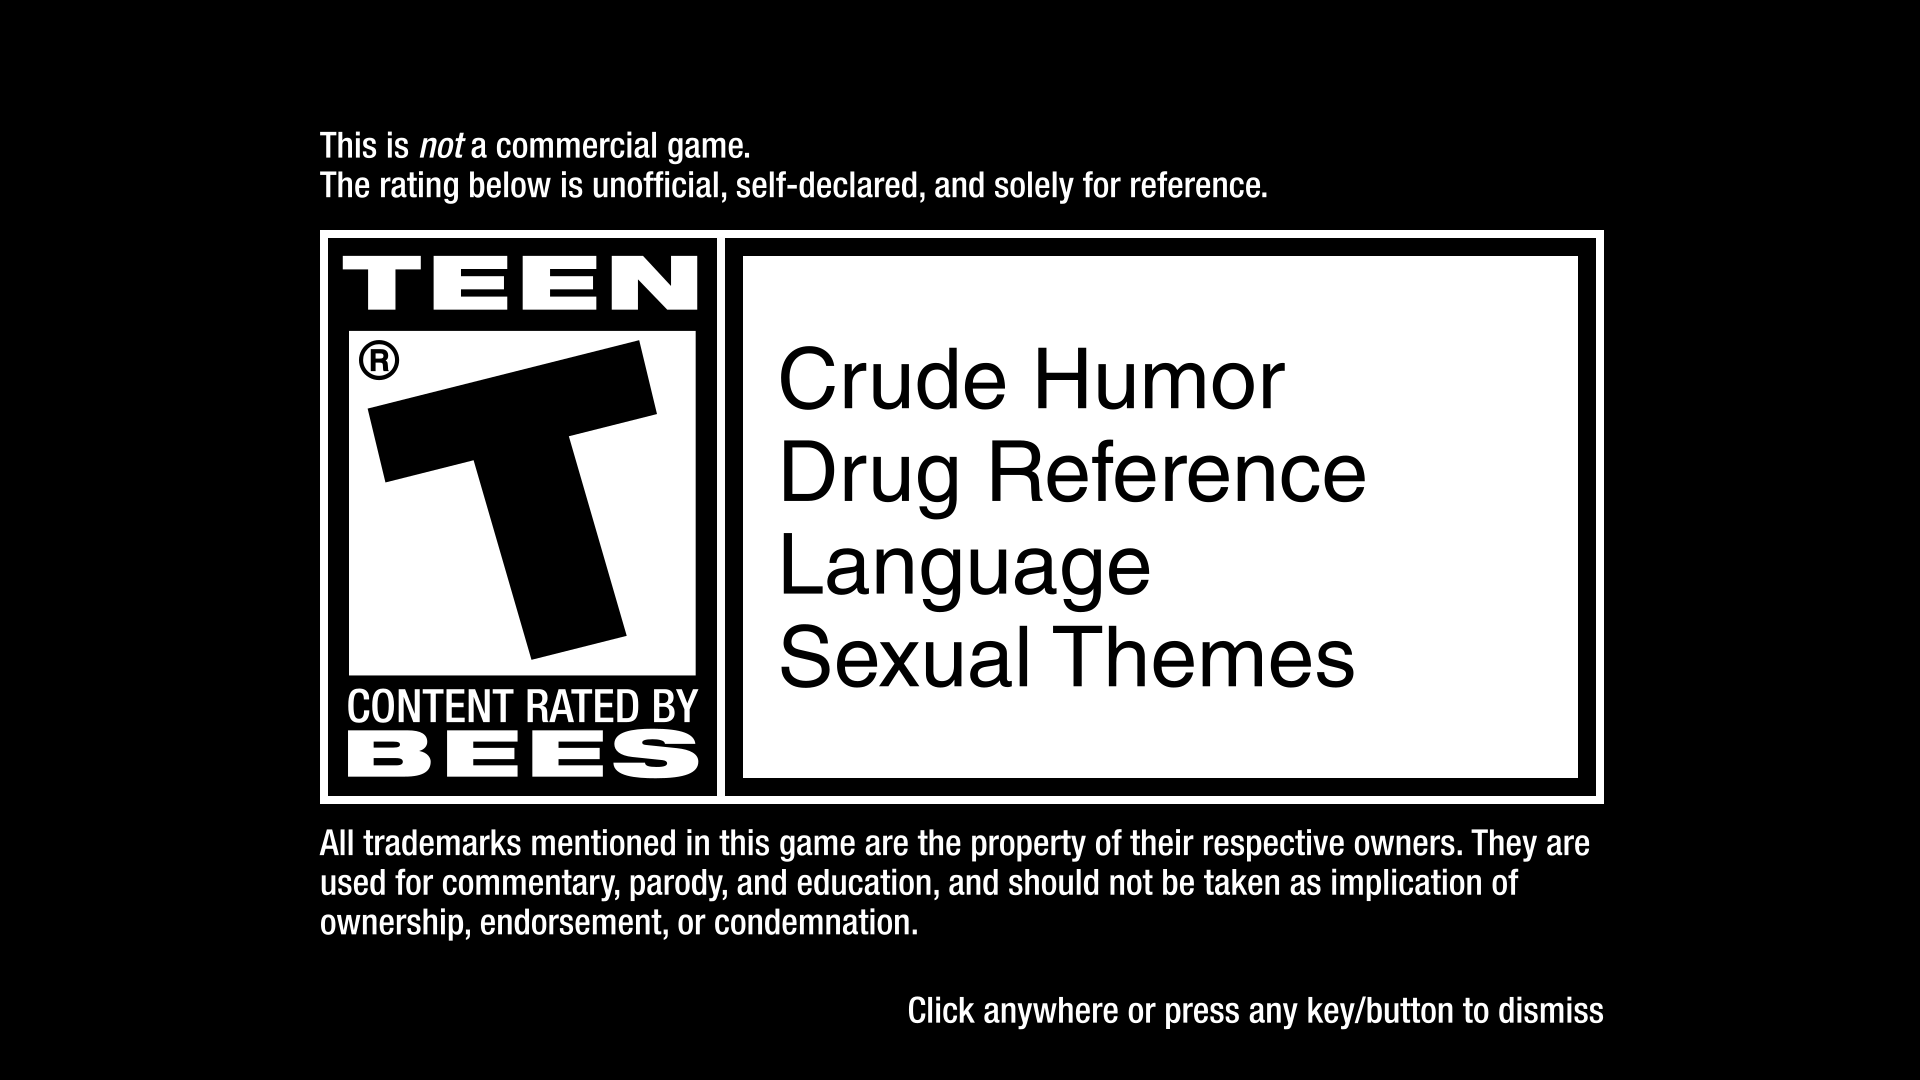 This is not a commercial game.
The rating below is unofficial, self-declared, and solely for reference.
TEEN
®
T
CONTENT RATED BY
BEES
Crude Humor
Drug Reference
Language
Sexual Themes
All trademarks mentioned in this game are the property of their respective owners. They are
used for commentary, parody, and education, and should not be taken as implication of
ownership, endorsement, or condemnation.
Click anywhere or press any key/button to dismiss